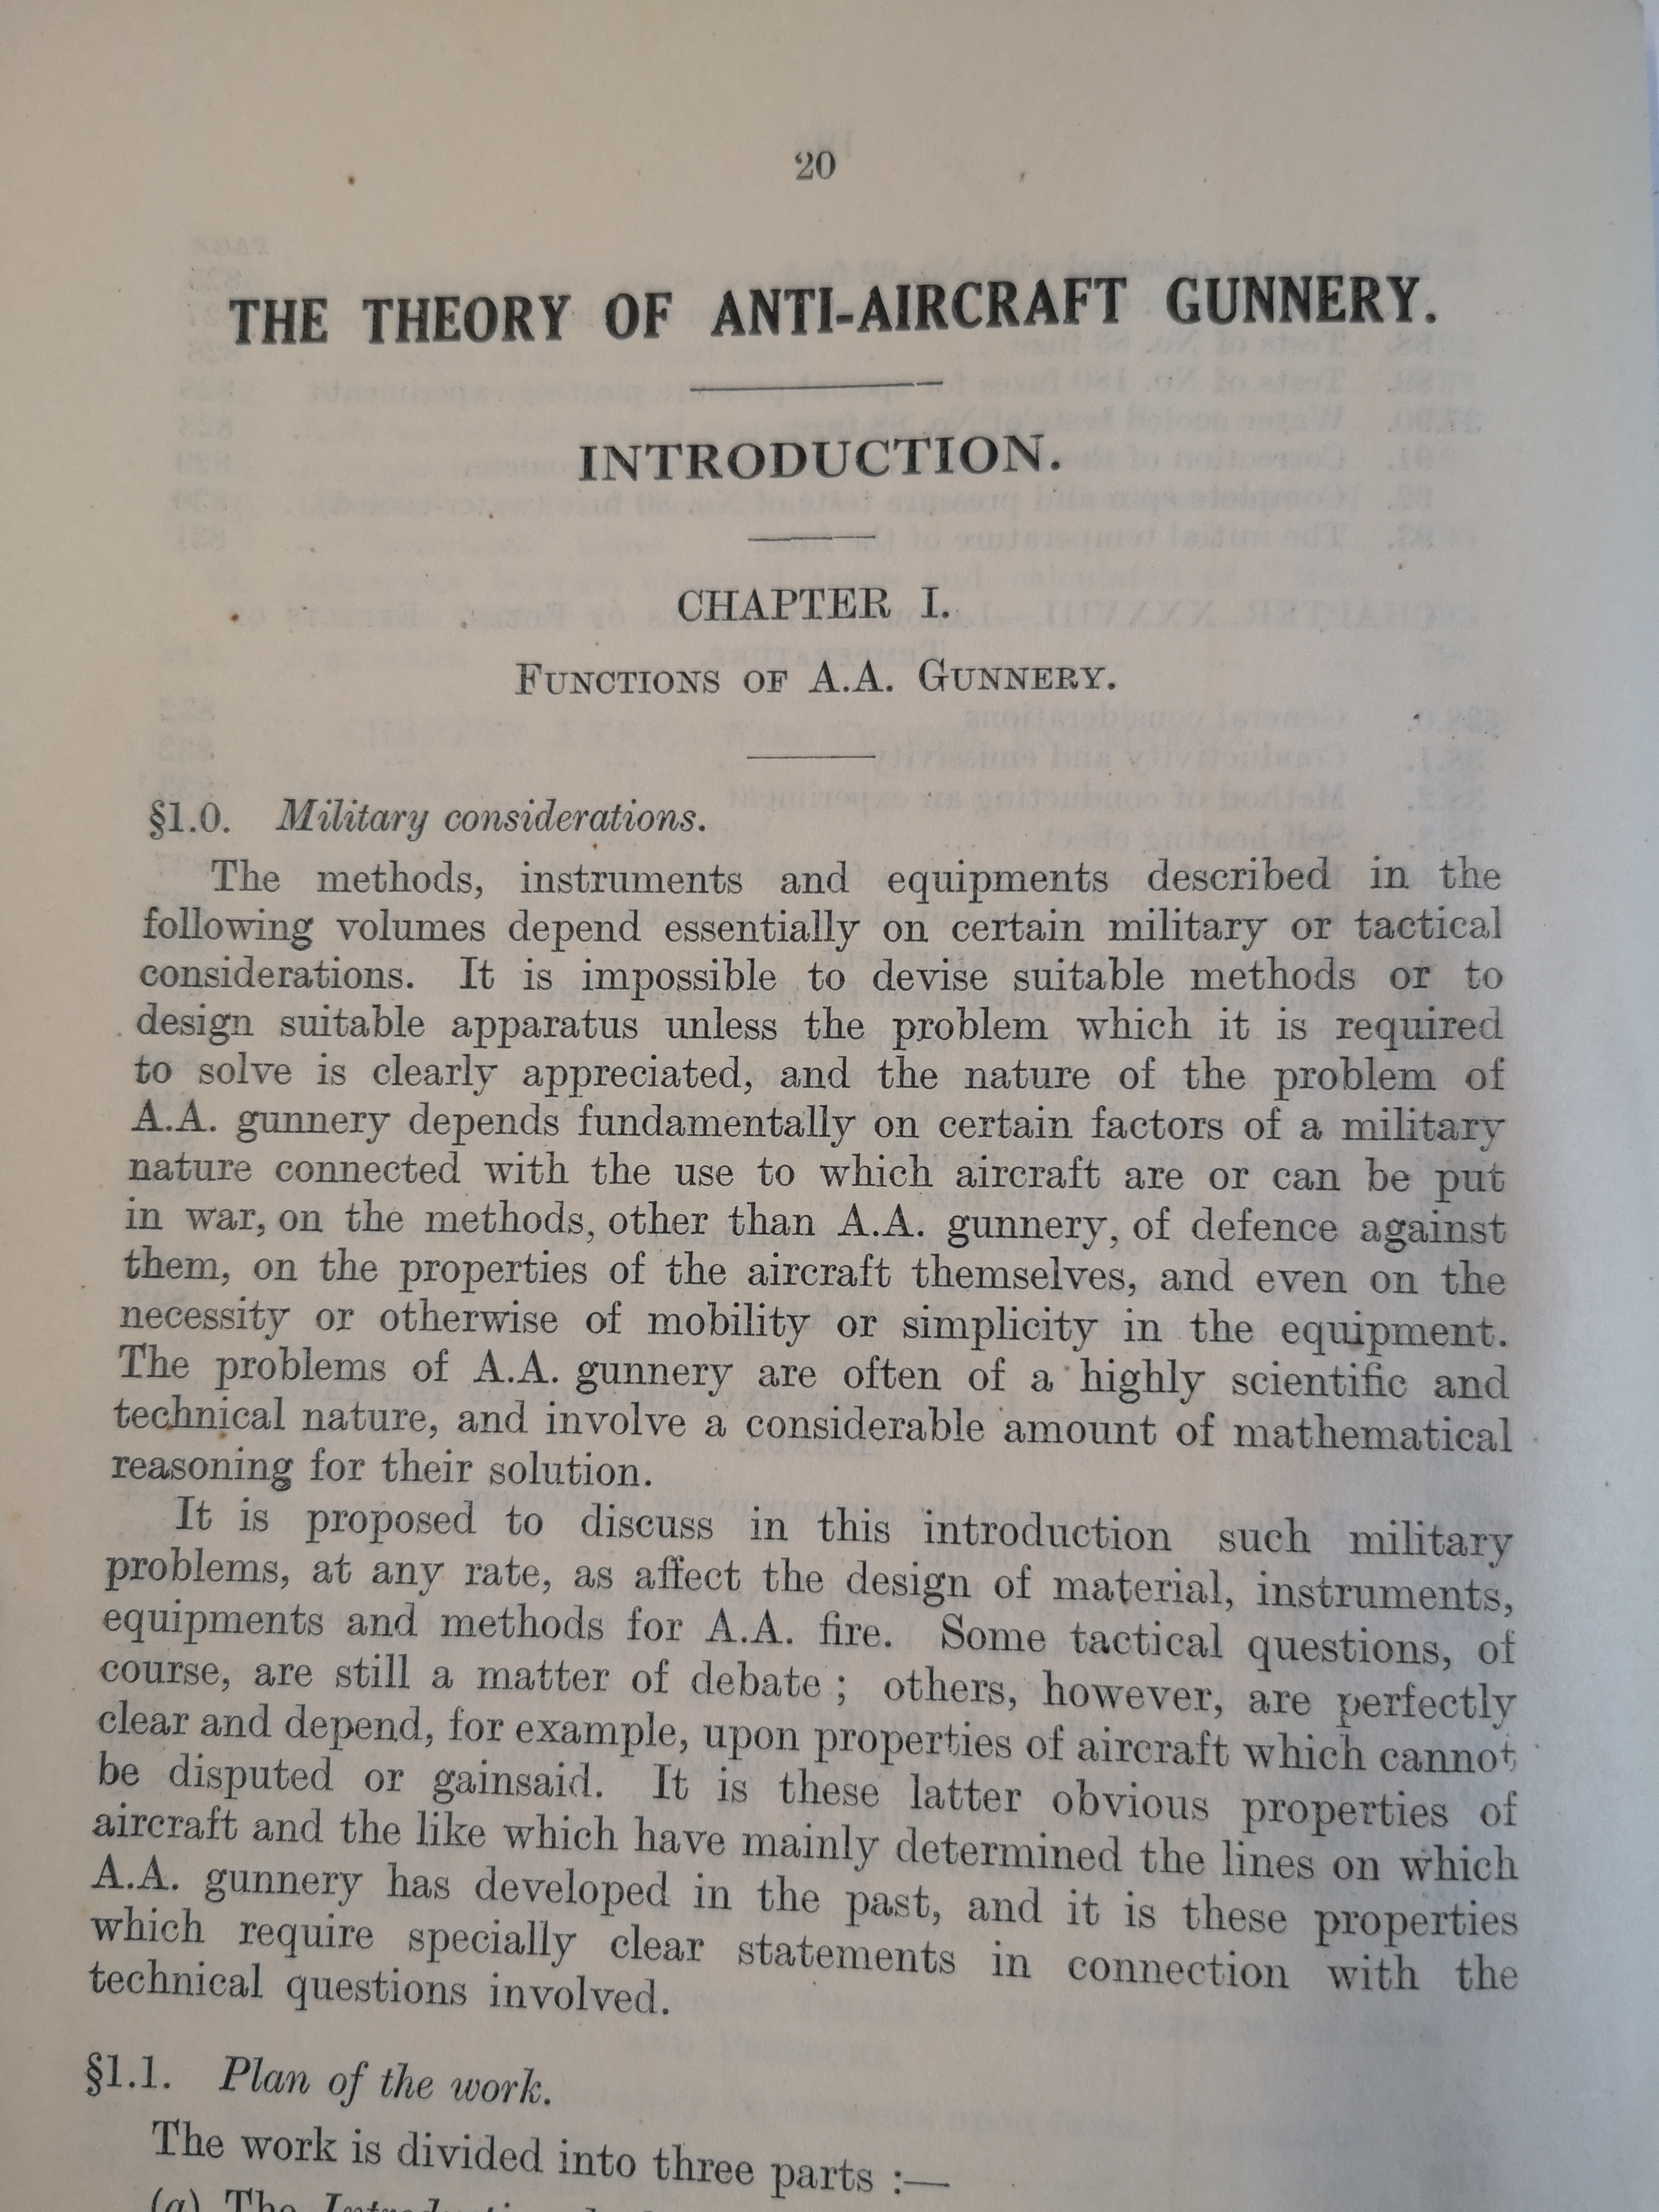 20
THE THEORY OF ANTI-AIRCRAFT GUNNERY.
INTRODUCTION.
CHAPTER I.
FUNCTIONS OF A.A. GUNNERY.
§1.0. Military considerations.
The methods, instruments and equipments described in the
following volumes depend essentially on certain military or tactical
considerations. It is impossible to devise suitable methods or to
design suitable apparatus unless the problem which it is required
to solve is clearly appreciated, and the nature of the problem of
A.A. gunnery depends fundamentally on certain factors of a military
nature connected with the use to which aircraft are or can be put
in war, on the methods, other than A.A. gunnery, of defence against
them, on the properties of the aircraft themselves, and even on the
necessity or otherwise of mobility or simplicity in the equipment.
The problems of A.A. gunnery are often of a highly scientific and
technical nature, and involve a considerable amount of mathematical
reasoning for their solution.
It is proposed to discuss in this introduction such military
problems, at any rate, as affect the design of material, instruments,
equipments and methods for A.A. fire. Some tactical questions, of
course, are still a matter of debate ; others, however, are perfectly
clear and depend, for example, upon properties of aircraft which cannot
be disputed or gainsaid. It is these latter obvious properties of
aircraft and the like which have mainly determined the lines on which
A.A. gunnery has developed in the past, and it is these properties
which require specially clear statements in connection with the
technical questions involved.
§1.1. Plan of the work.
The work is divided into three parts :—
(a) The